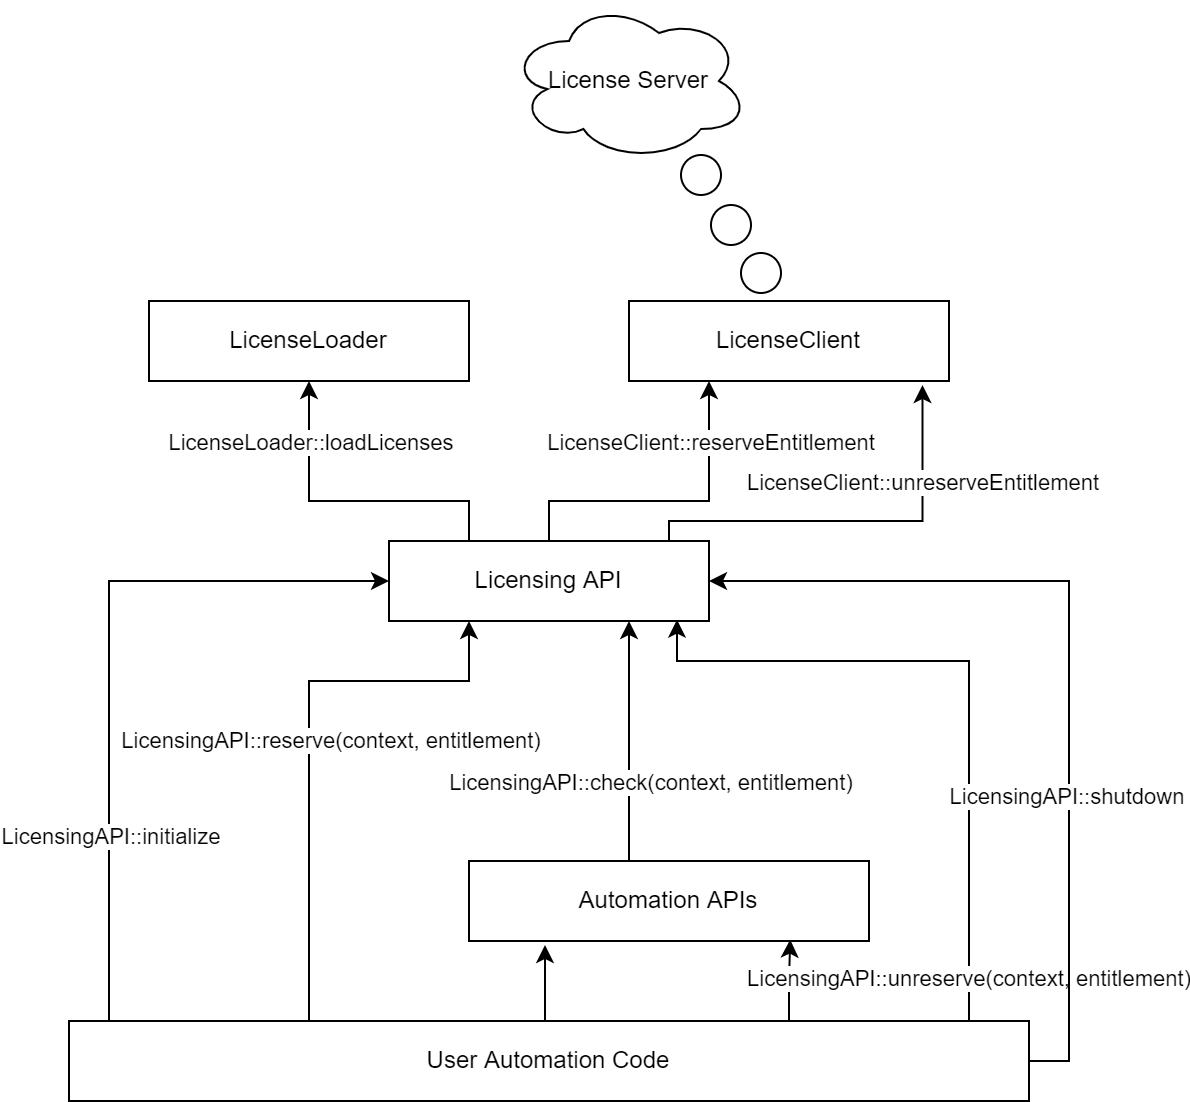 License Server
LicenseLoader
LicenseClient
LicenseLoader::loadLicenses
LicenseClient::reserveEntitlement
LicenseClient::unreserveEntitlement
Licensing API
LicensingAPI::reserve(context, entitlement)
LicensingAPI::check(context, entitlement)
LicensingAPI::shutdown
LicensingAPI::initialize
Automation APIs
LicensingAPI::unreserve(context, entitlement)
User Automation Code